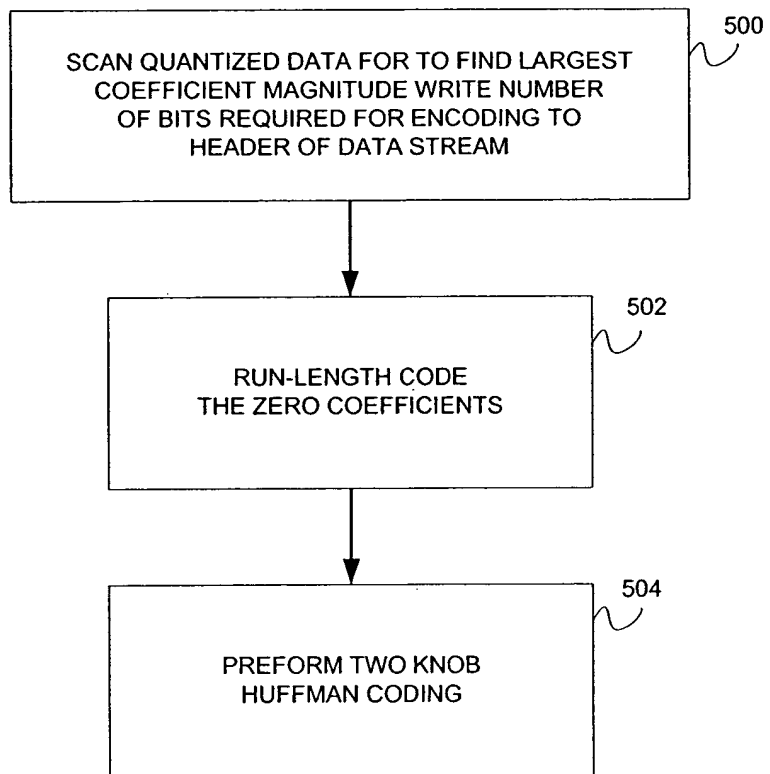 500
SCAN QUANTIZED DATA FOR TO FIND LARGEST
COEFFICIENT MAGNITUDE WRITE NUMBER
OF BITS REQUIRED FOR ENCODING TO
HEADER OF DATA STREAM
502
RUN-LENGTH CODE
THE ZERO COEFFICIENTS
504
PREFORM TWO KNOB
HUFFMAN CODING